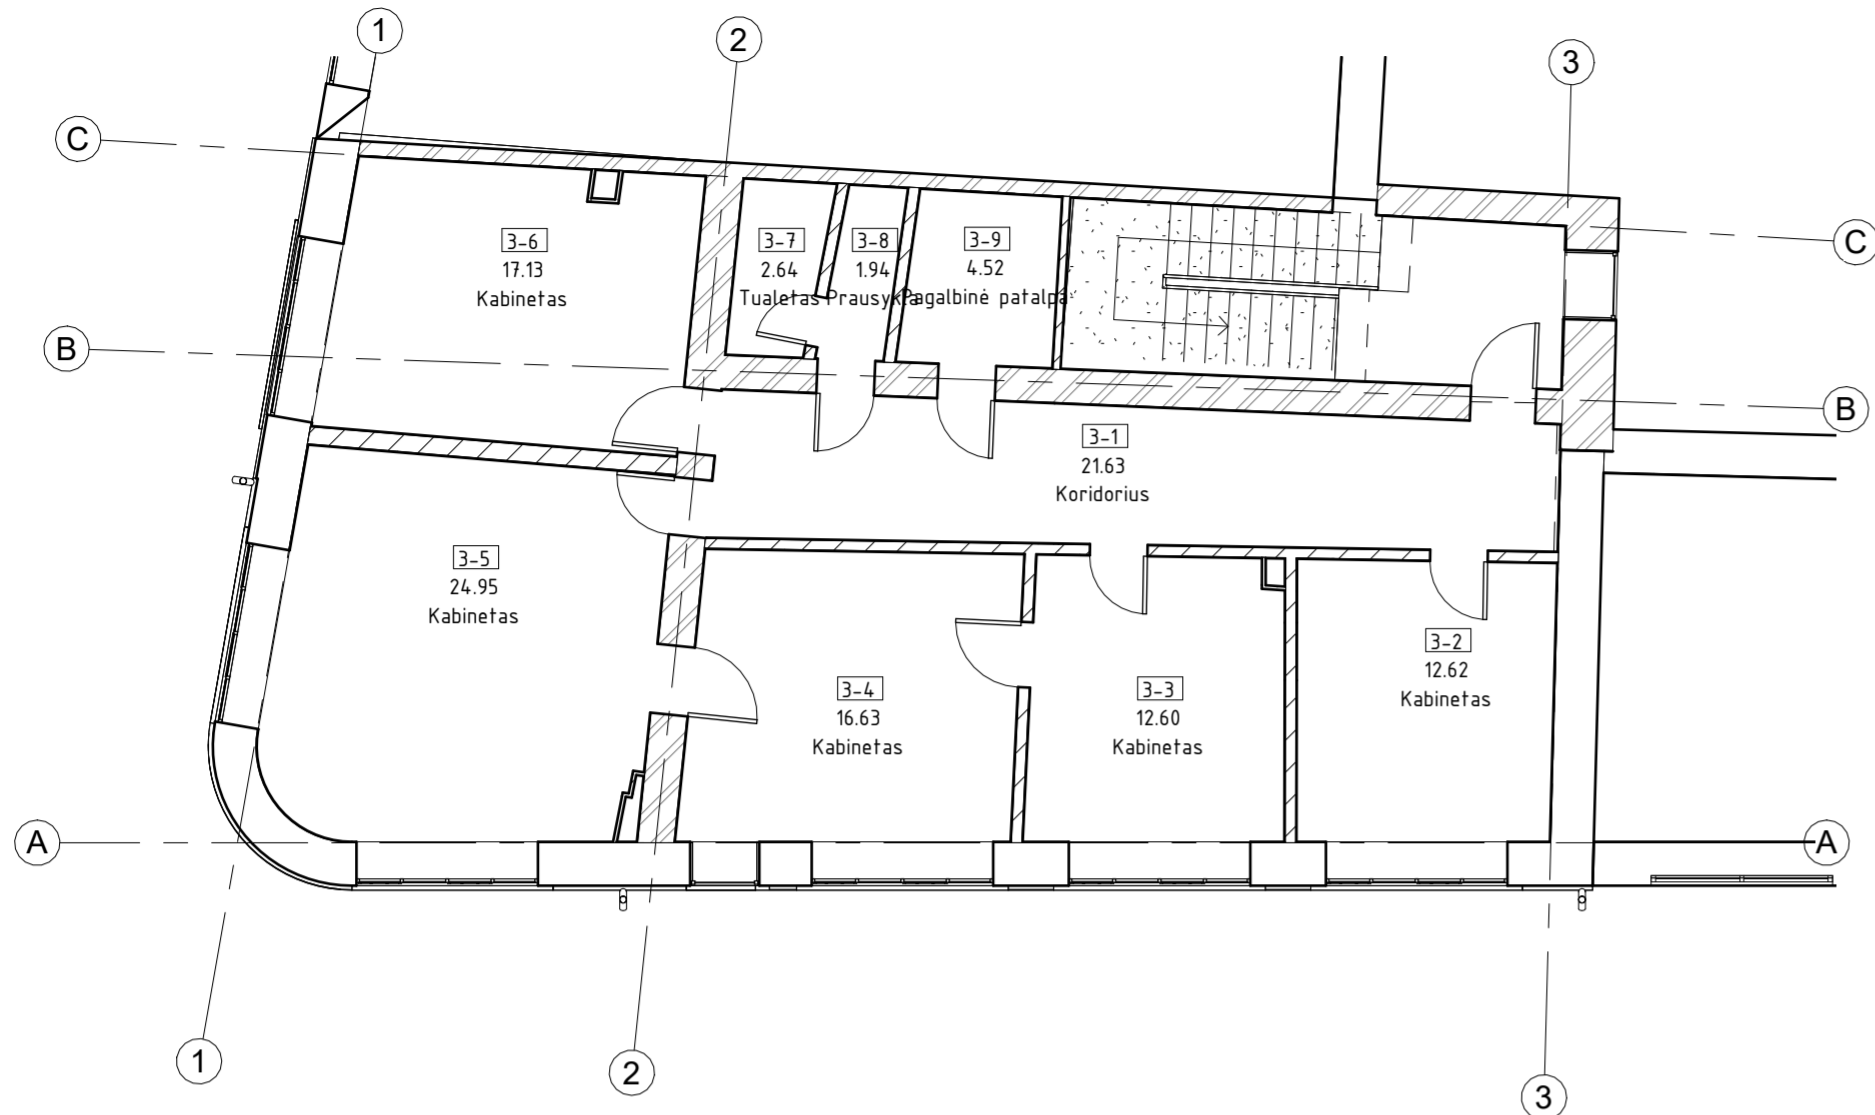 1
2
3
C
C
B
B
A
A
1
2
3
3-6
17.13
Kabinetas
3-7
2.64
Tualetas
3-8
1.94
Prausykla
3-9
4.52
Pagalbinė patalpa
3-1
21.63
Koridorius
3-5
24.95
Kabinetas
3-4
16.63
Kabinetas
3-3
12.60
Kabinetas
3-2
12.62
Kabinetas